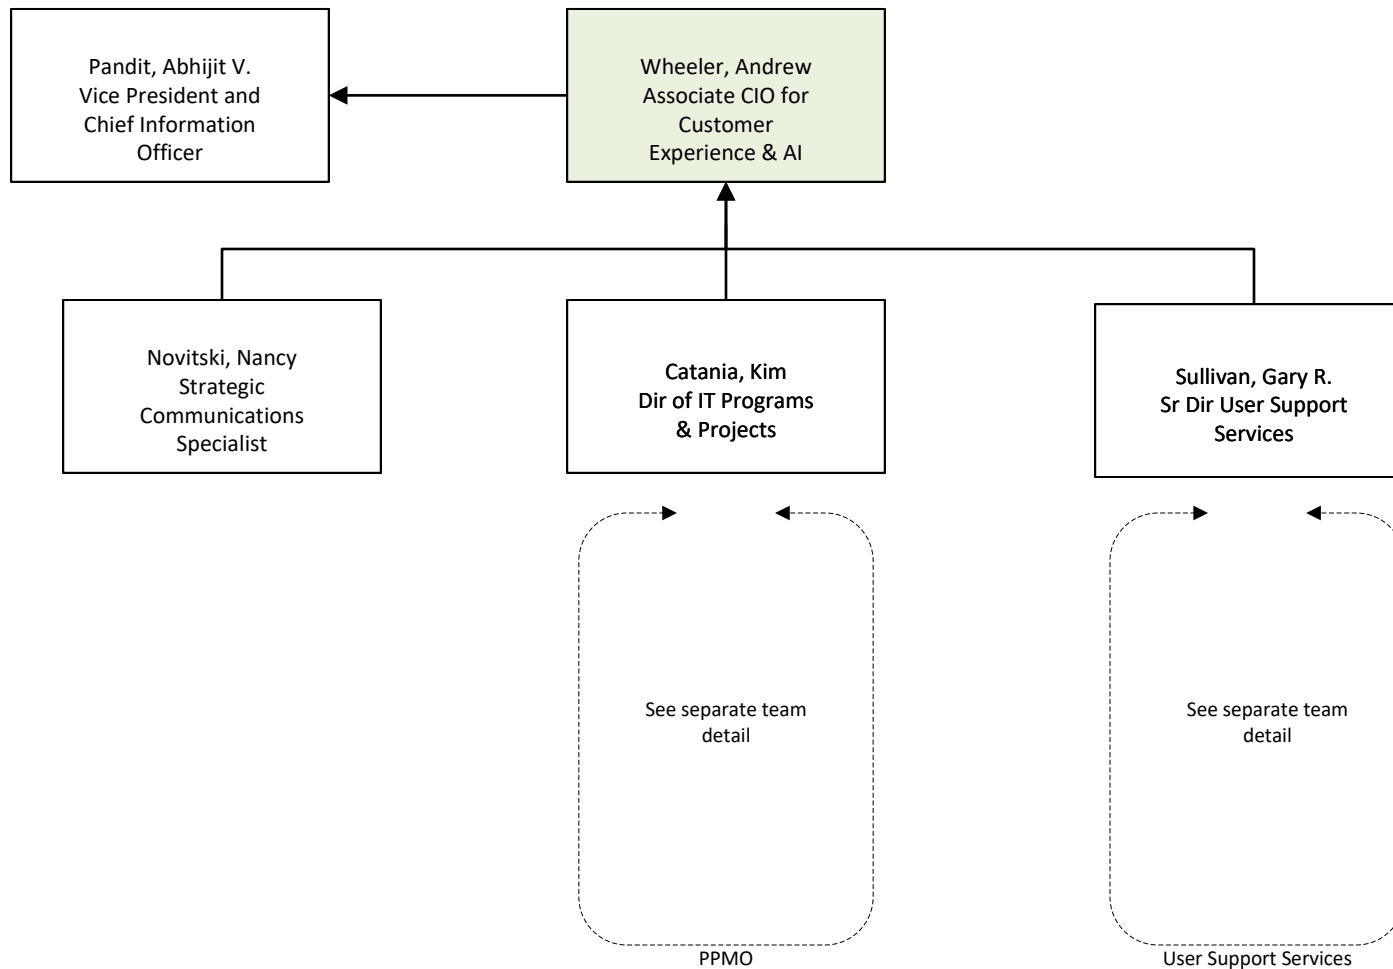 Pandit, Abhijit V.
Vice President and
Chief Information
Officer
Wheeler, Andrew
Associate CIO for
Customer
Experience & AI
Novitski, Nancy
Strategic
Communications
Specialist
Catania, Kim
Dir of IT Programs
& Projects
Sullivan, Gary R.
Sr Dir User Support
Services
See separate team
detail
See separate team
detail
PPMO
User Support Services